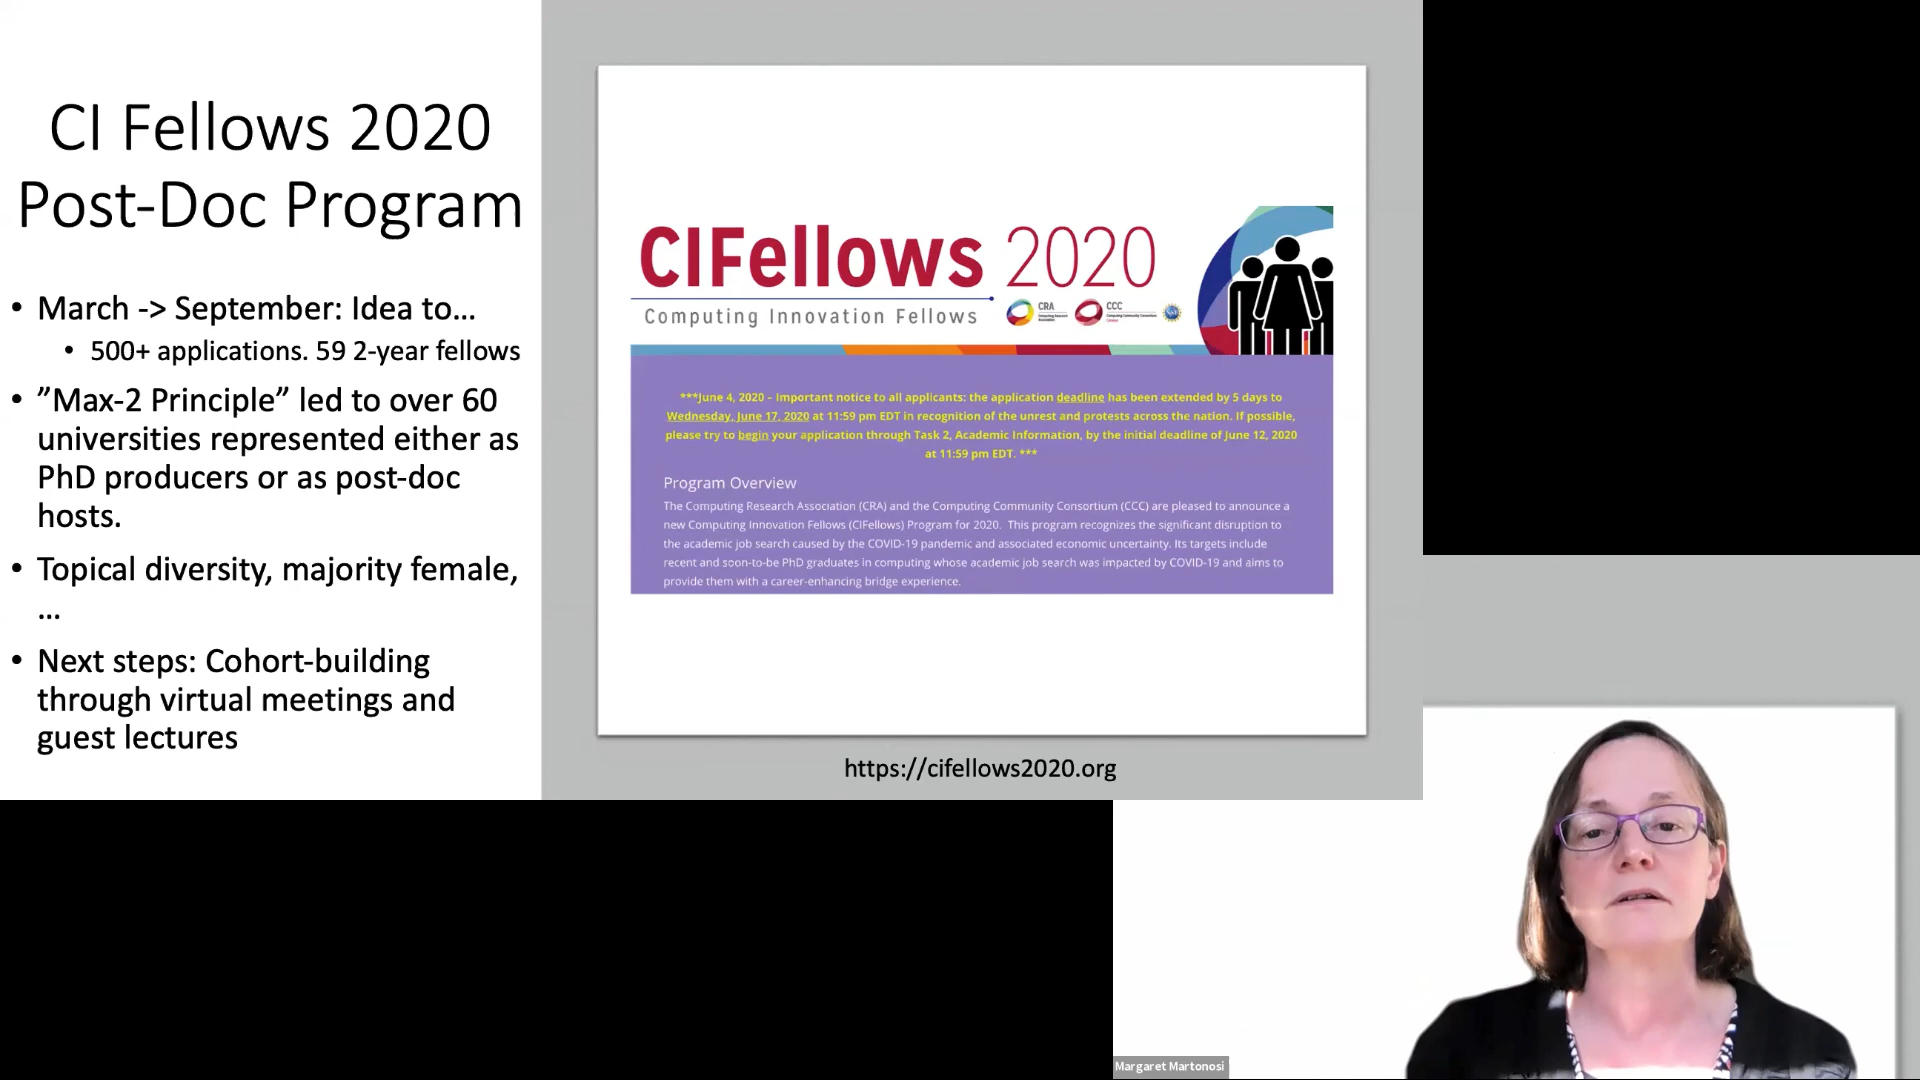 CI Fellows 2020
Post-Doc Program
• March -> September: Idea to…
• 500+ applications. 59 2-year fellows
• ”Max-2 Principle” led to over 60
universities represented either as
PhD producers or as post-doc
hosts.
• Topical diversity, majority female,
…
• Next steps: Cohort-building
through virtual meetings and
guest lectures
CIFellows 2020
Computing Innovation Fellows
CRA
Computing Research
Association
CCC
Computing Community Consortium
Catalyst
***June 4, 2020 – Important notice to all applicants: the application deadline has been extended by 5 days to
Wednesday, June 17, 2020 at 11:59 pm EDT in recognition of the unrest and protests across the nation. If possible,
please try to begin your application through Task 2, Academic Information, by the initial deadline of June 12, 2020
at 11:59 pm EDT. ***
Program Overview
The Computing Research Association (CRA) and the Computing Community Consortium (CCC) are pleased to announce a
new Computing Innovation Fellows (CIFellows) Program for 2020. This program recognizes the significant disruption to
the academic job search caused by the COVID-19 pandemic and associated economic uncertainty. Its targets include
recent and soon-to-be PhD graduates in computing whose academic job search was impacted by COVID-19 and aims to
provide them with a career-enhancing bridge experience.
https://cifellows2020.org
Margaret Martonosi